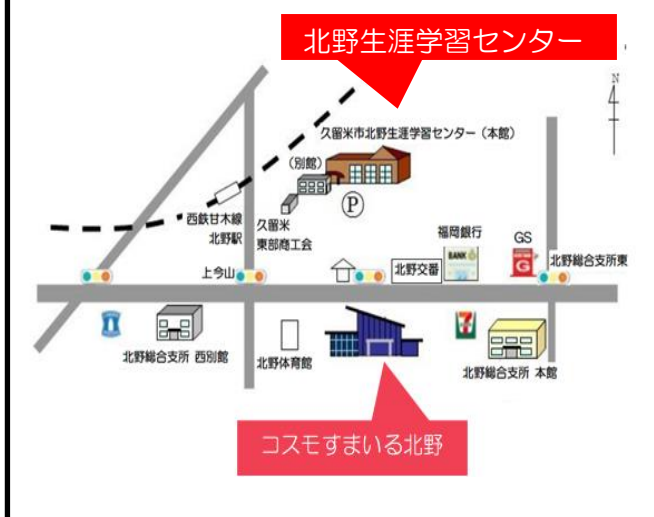 北野生涯学習センター
N
久留米市北野生涯学習センター（本館）
（別館）
P
西鉄甘木線
北野駅
久留米
東部商工会
福岡銀行
GS
BANK
G
北野総合支所東
上今山
北野交番
7
北野総合支所 西別館
北野体育館
北野総合支所 本館
コスモすまいる北野